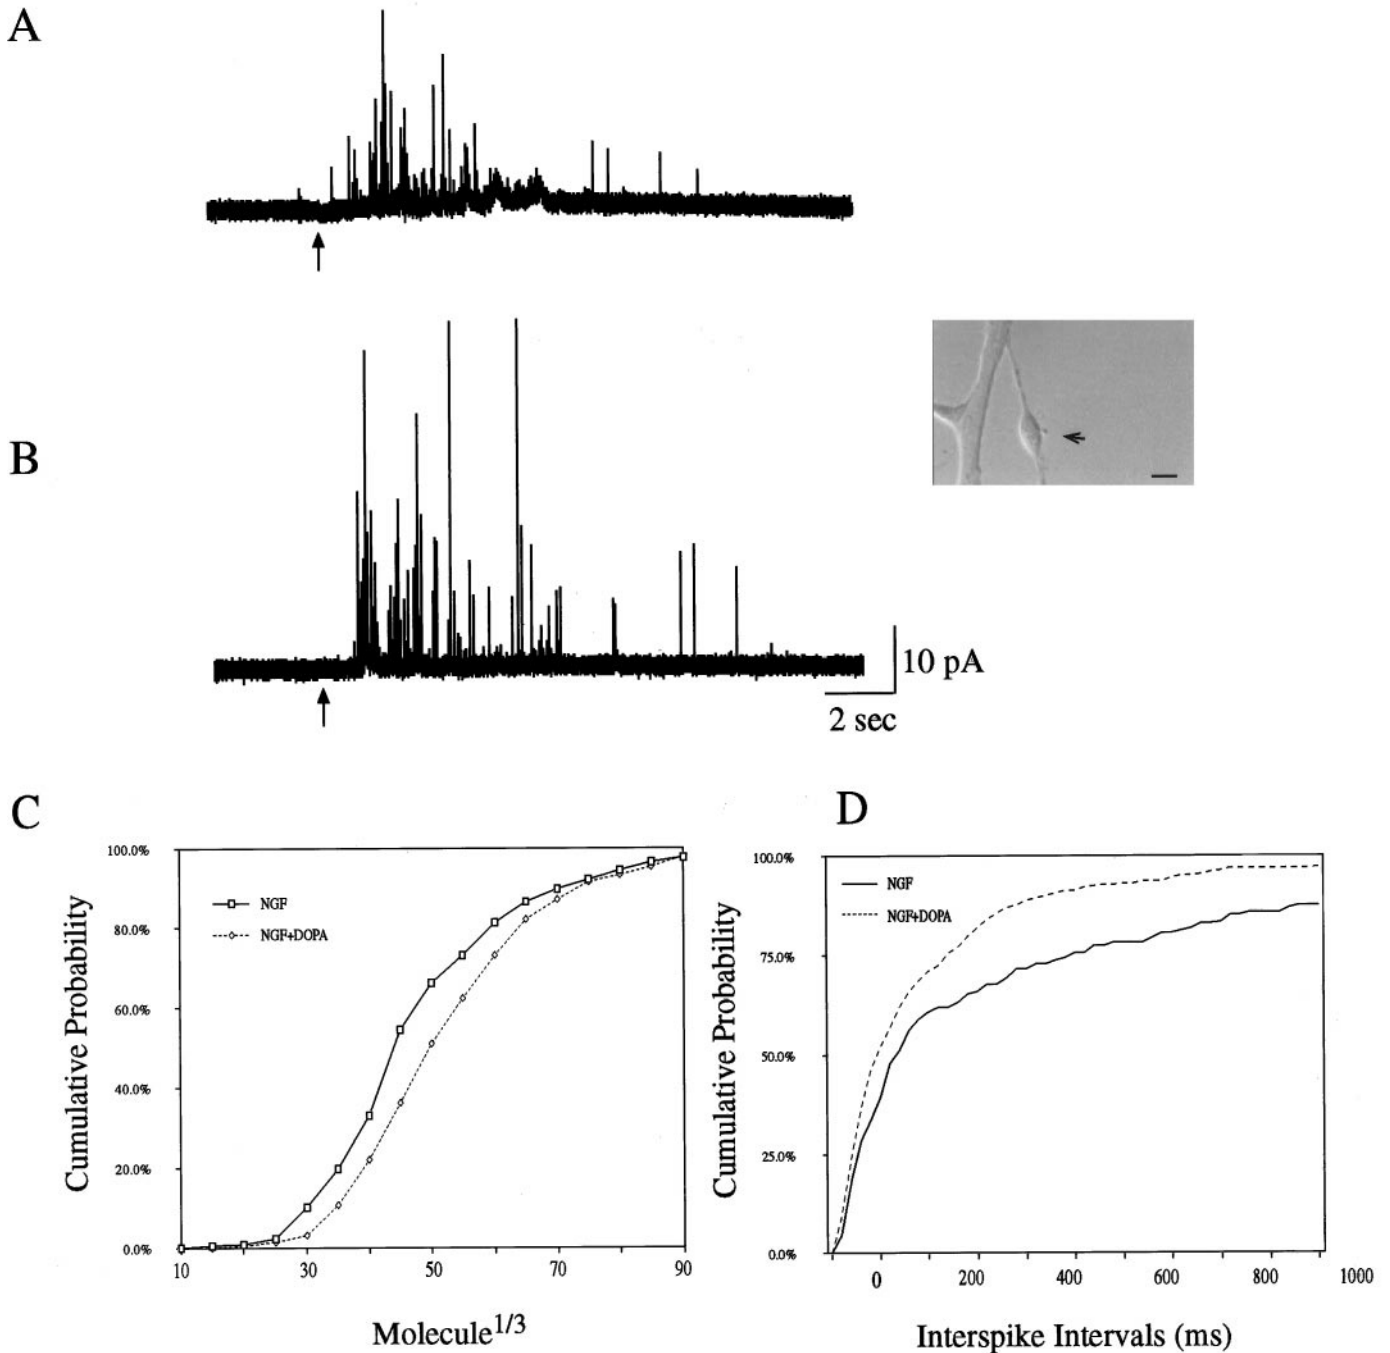 A
B
10 pA
2 sec
C
D
100.0%
80.0%
60.0%
40.0%
20.0%
0.0%
NGF
NGF+DOPA
10
30
50
70
90
Cumulative Probability
Molecule1/3
100.0%
75.0%
50.0%
25.0%
0.0%
NGF
NGF+DOPA
0
200
400
600
800
1000
Cumulative Probability
Interspike Intervals (ms)